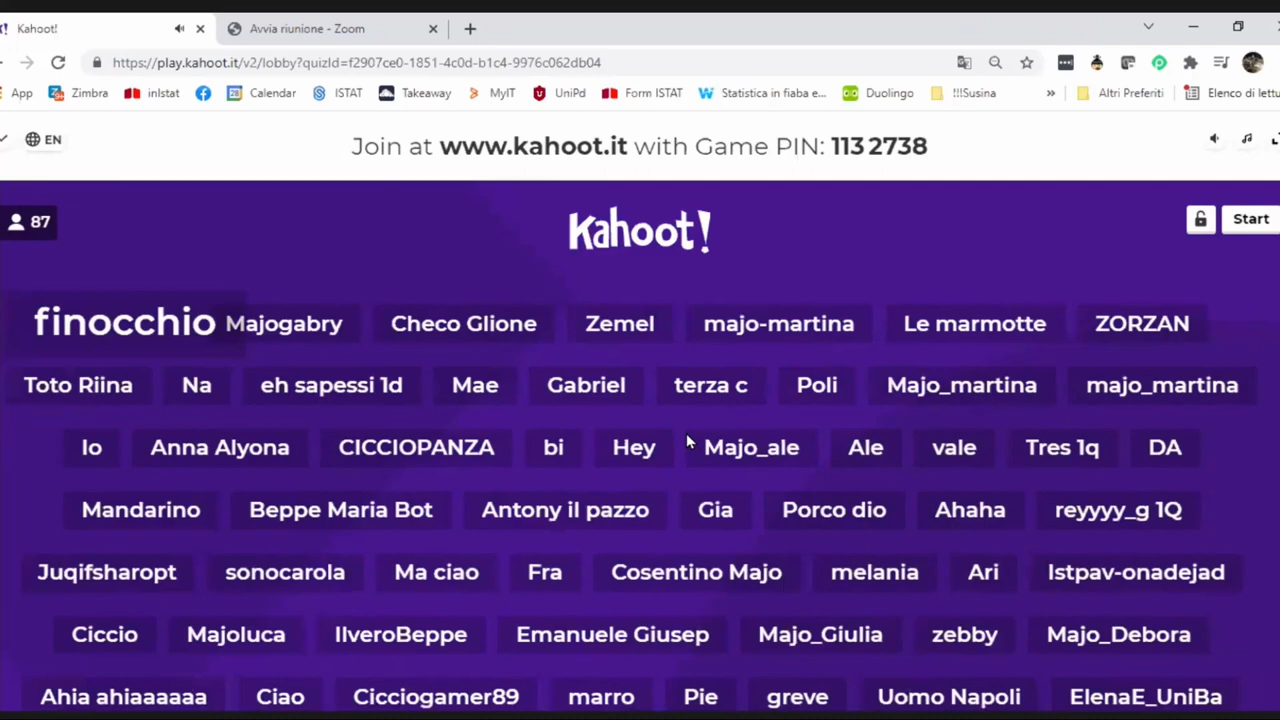 Kahoot! Avvia riunione - Zoom
https://play.kahoot.it/v2/lobby?quizId=f2907ce0-1851-4c0d-b1c4-9976c062db04
App Zimbra inIstat Calendar ISTAT Takeaway MyIT UniPd Form ISTAT Statistica in fiaba e... Duolingo !!!Susina » Altri Preferiti Elenco di lettu
EN Join at www.kahoot.it with Game PIN: 113 2738
87 Kahoot! Start
finocchio Majogabry Checo Glione Zemel majo-martina Le marmotte ZORZAN
Toto Riina Na eh sapessi 1d Mae Gabriel terza c Poli Majo_martina majo_martina
Io Anna Alyona CICCIOPANZA bi Hey Majo_ale Ale vale Tres 1q DA
Mandarino Beppe Maria Bot Antony il pazzo Gia Porco dio Ahaha reyyyy_g 1Q
Juqifsharopt sonocarola Ma ciao Fra Cosentino Majo melania Ari Istpav-onadejad
Ciccio Majoluca IlveroBeppe Emanuele Giusep Majo_Giulia zebby Majo_Debora
Ahia ahiaaaaaa Ciao Cicciogamer89 marro Pie greve Uomo Napoli ElenaE_UniBa